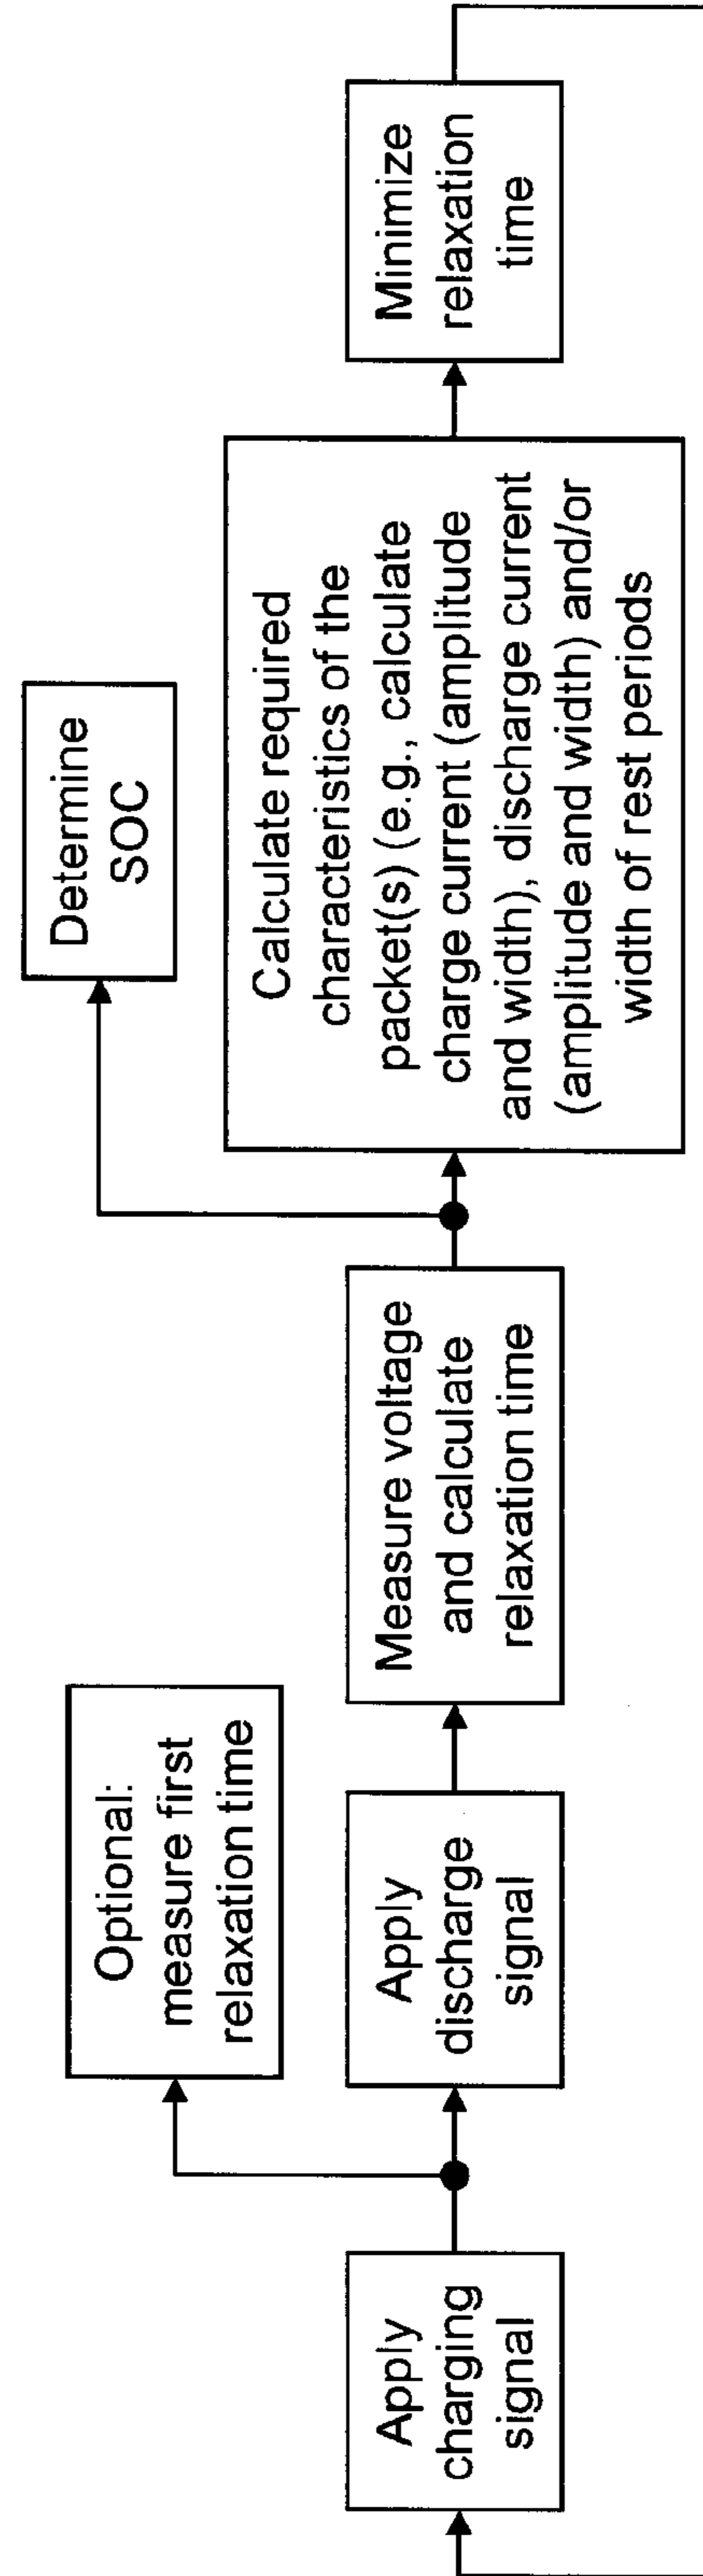 Apply
charging
signal
Optional:
measure first
relaxation time
Apply
discharge
signal
Measure voltage
and calculate
relaxation time
Determine
SOC
Calculate required
characteristics of the
packet(s) (e.g., calculate
charge current (amplitude
and width), discharge current
(amplitude and width) and/or
width of rest periods
Minimize
relaxation
time